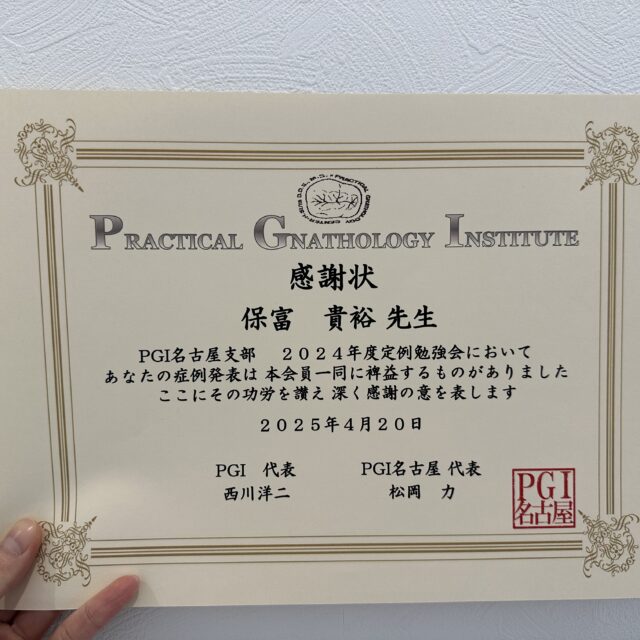 PRACTICAL GNATHOLOGY INSTITUTE
感謝状
保富 貴裕 先生
PGI名古屋支部 2024年度定例勉強会において
あなたの症例発表は 本会員一同に裨益するものがありました
ここにその功労を讃え 深く感謝の意を表します
2025年4月20日
PGI 代表 PGI名古屋 代表
西川洋二 松岡 力
PGI
名古屋